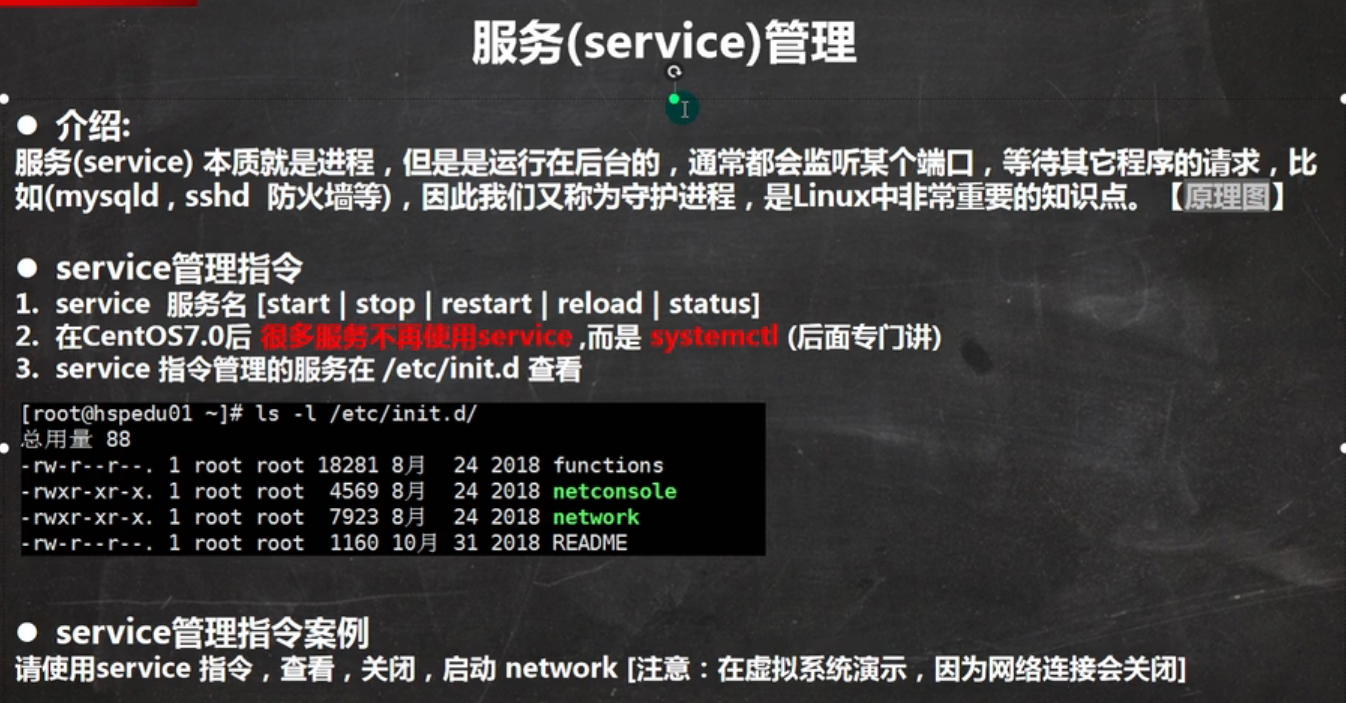 服务(service)管理
● 介绍:
服务(service) 本质就是进程，但是是运行在后台的，通常都会监听某个端口，等待其它程序的请求，比
如(mysqld，sshd 防火墙等)，因此我们又称为守护进程，是Linux中非常重要的知识点。【原理图】
● service管理指令
1. service 服务名 [start | stop | restart | reload | status]
2. 在CentOS7.0后 很多服务不再使用service ,而是 systemctl (后面专门讲)
3. service 指令管理的服务在 /etc/init.d 查看
[root@hspedu01 ~]# ls -l /etc/init.d/
总用量 88
-rw-r--r--. 1 root root 18281 8月  24 2018 functions
-rwxr-xr-x. 1 root root  4569 8月  24 2018 netconsole
-rwxr-xr-x. 1 root root  7923 8月  24 2018 network
-rw-r--r--. 1 root root  1160 10月 31 2018 README
● service管理指令案例
请使用service 指令，查看，关闭，启动 network [注意：在虚拟系统演示，因为网络连接会关闭]